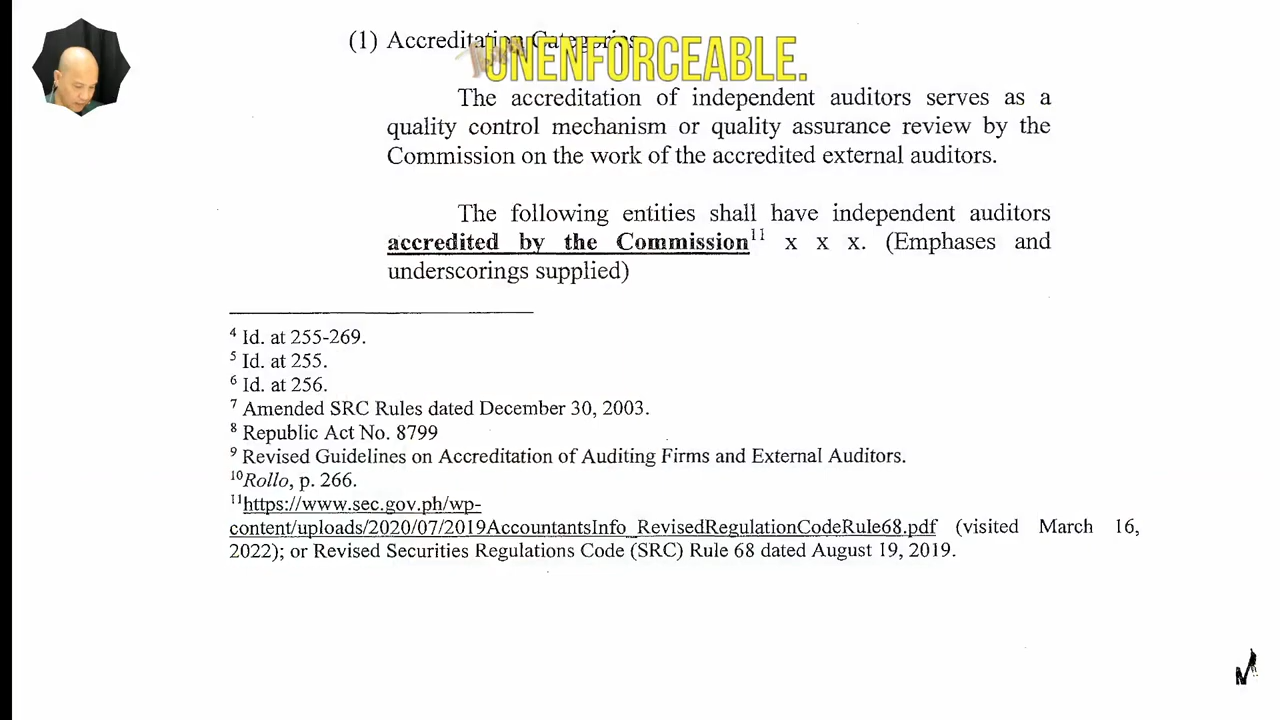 (1) Accreditation Categories
UNENFORCEABLE.
The accreditation of independent auditors serves as a
quality control mechanism or quality assurance review by the
Commission on the work of the accredited external auditors.
The following entities shall have independent auditors
accredited by the Commission11 x x x. (Emphases and
underscorings supplied)
4 Id. at 255-269.
5 Id. at 255.
6 Id. at 256.
7 Amended SRC Rules dated December 30, 2003.
8 Republic Act No. 8799
9 Revised Guidelines on Accreditation of Auditing Firms and External Auditors.
10 Rollo, p. 266.
11 https://www.sec.gov.ph/wp-
content/uploads/2020/07/2019AccountantsInfo_RevisedRegulationCodeRule68.pdf (visited March 16,
2022); or Revised Securities Regulations Code (SRC) Rule 68 dated August 19, 2019.